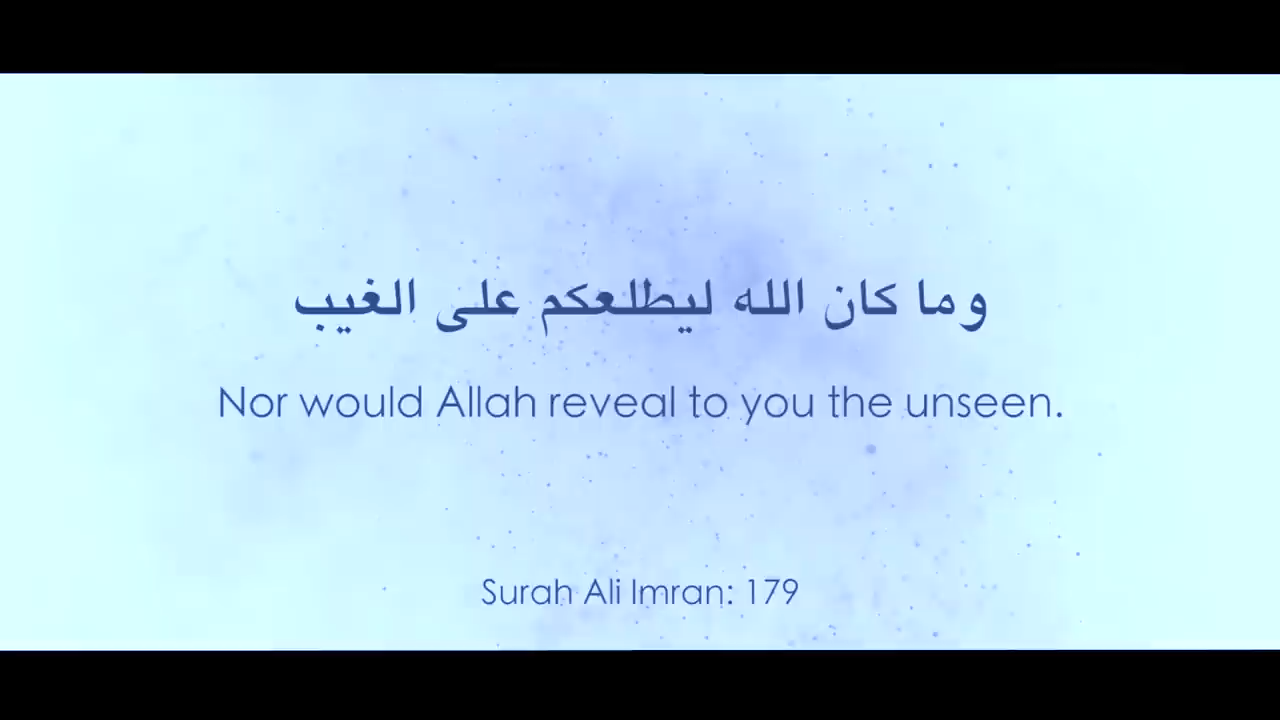 وما كان الله ليطلعكم على الغيب
Nor would Allah reveal to you the unseen.
Surah Ali Imran: 179